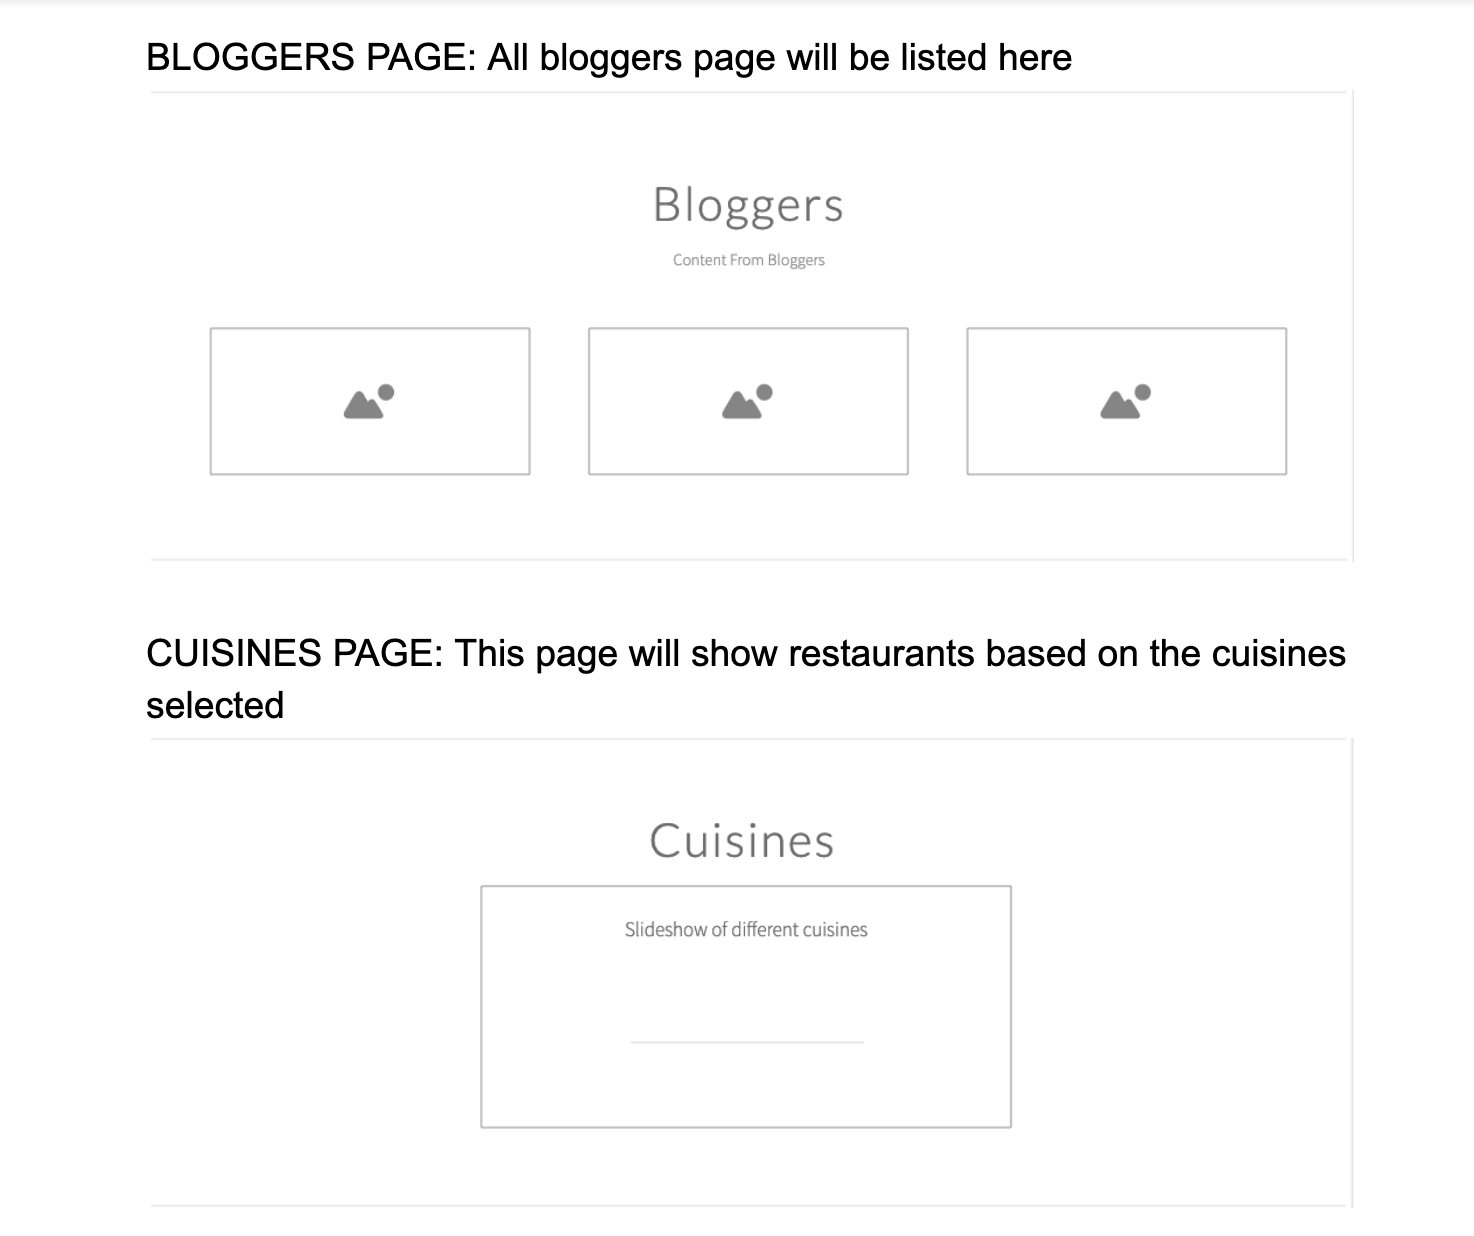 BLOGGERS PAGE: All bloggers page will be listed here
Bloggers
Content From Bloggers
CUISINES PAGE: This page will show restaurants based on the cuisines
selected
Cuisines
Slideshow of different cuisines